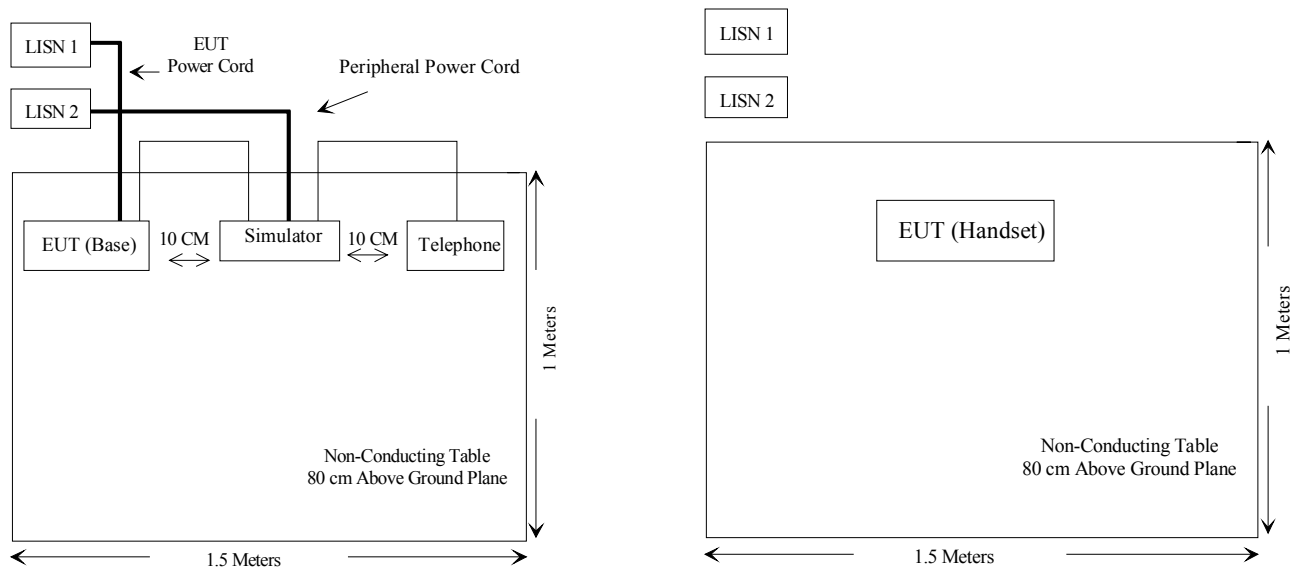 LISN 1
EUT
Power Cord
Peripheral Power Cord
LISN 2
EUT (Base)
10 CM
Simulator
10 CM
Telephone
1 Meters
Non-Conducting Table
80 cm Above Ground Plane
1.5 Meters
LISN 1
LISN 2
EUT (Handset)
1 Meters
Non-Conducting Table
80 cm Above Ground Plane
1.5 Meters